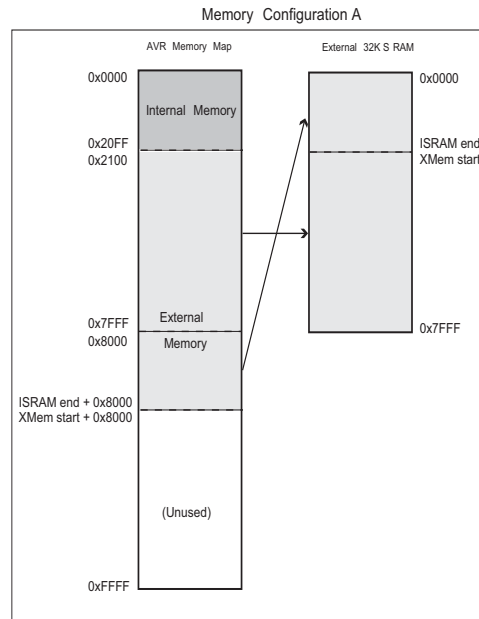 Memory Configuration A
AVR Memory Map
0x0000
Internal Memory
0x20FF
0x2100
External
0x7FFF
0x8000
Memory
ISRAM end + 0x8000
XMem start + 0x8000
(Unused)
0xFFFF
External 32K S RAM
0x0000
ISRAM end
XMem start
0x7FFF